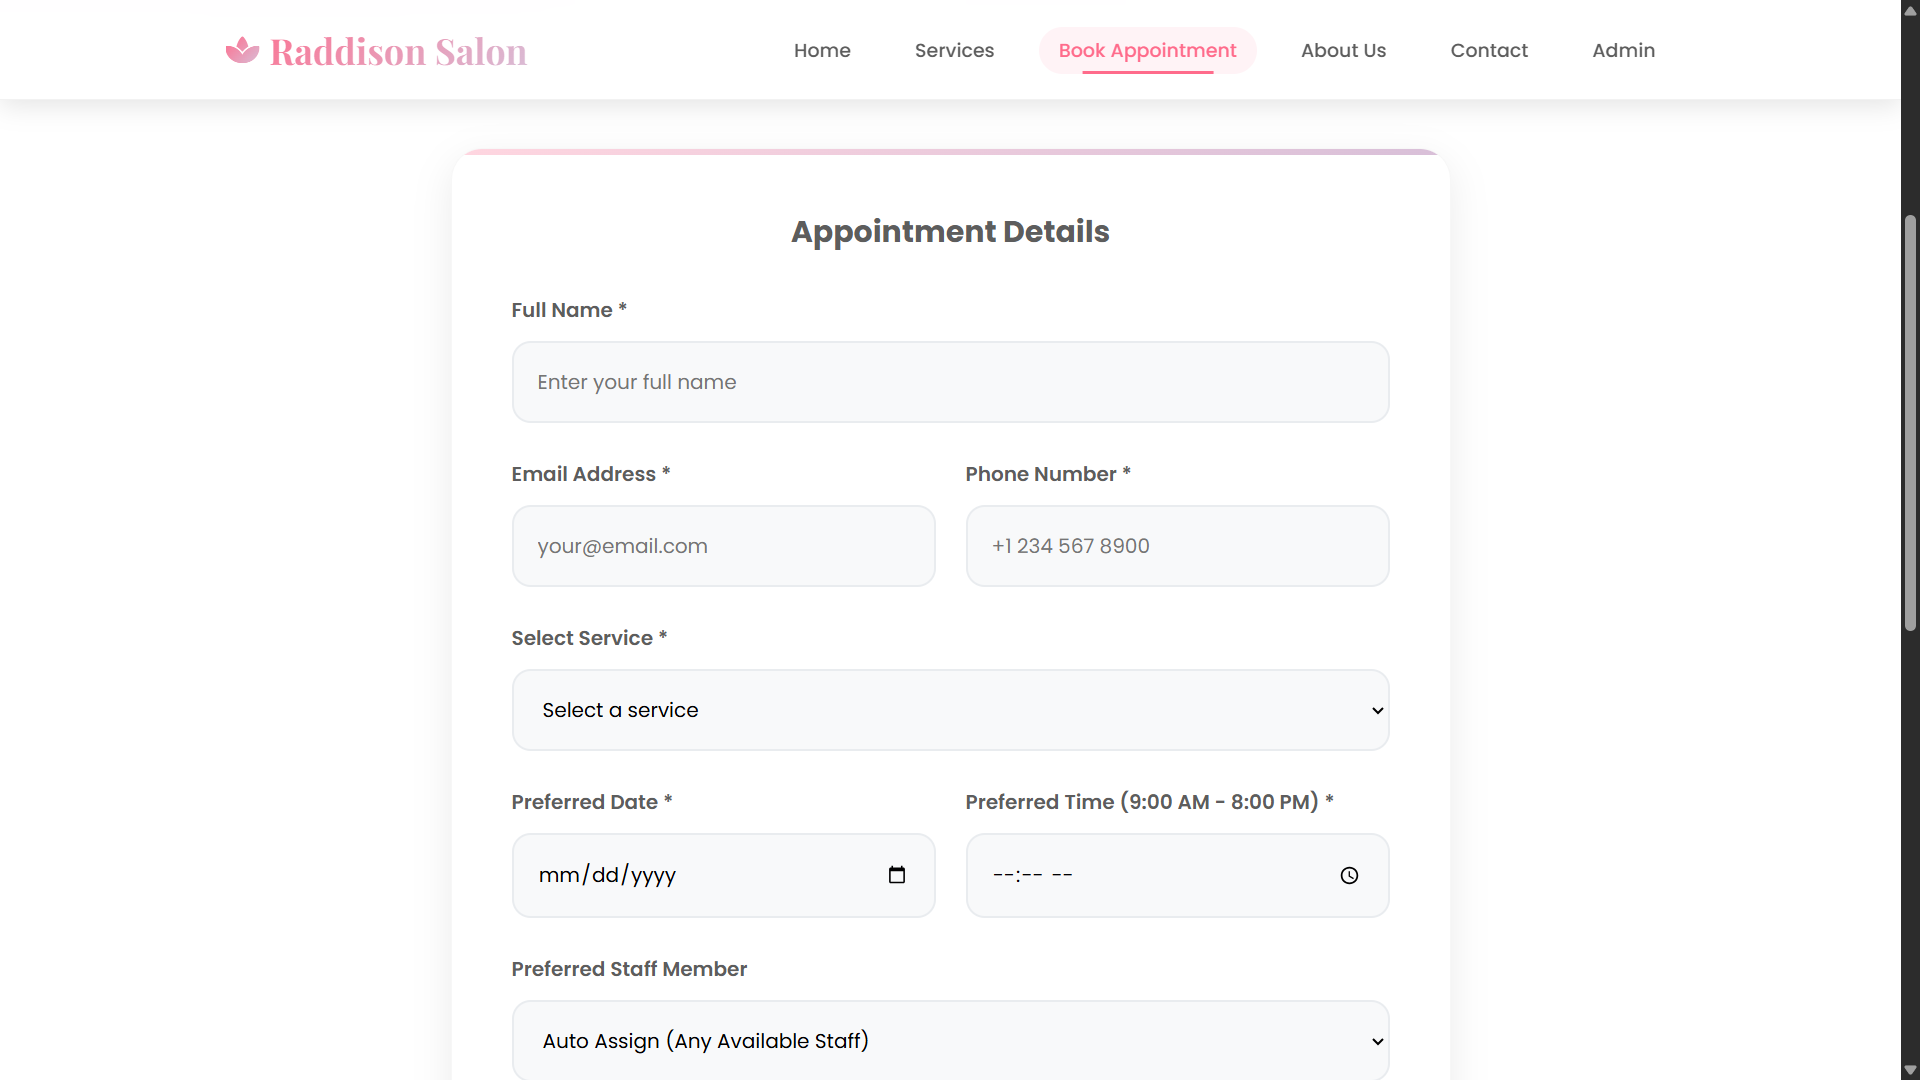 Raddison Salon
Home Services Book Appointment About Us Contact Admin
Appointment Details
Full Name *
Enter your full name
Email Address * Phone Number *
your@email.com +1 234 567 8900
Select Service *
Select a service
Preferred Date * Preferred Time (9:00 AM - 8:00 PM) *
mm/dd/yyyy --:-- --
Preferred Staff Member
Auto Assign (Any Available Staff)